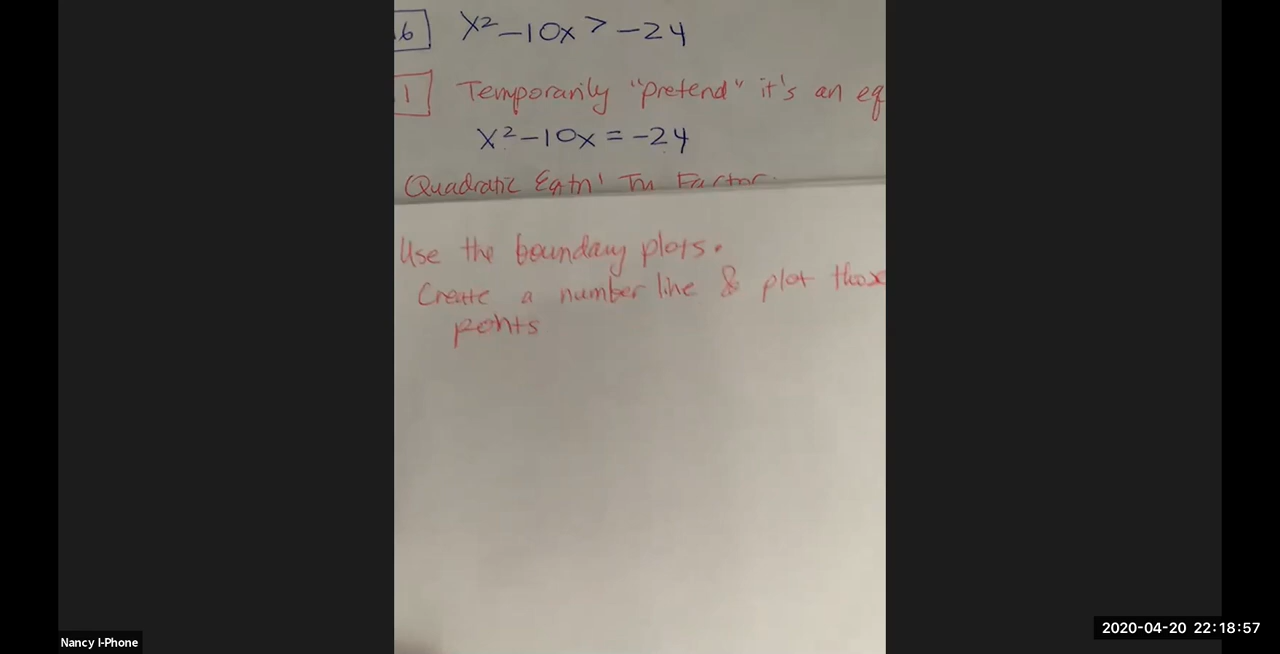 6 x²-10x > -24
1 Temporarily "pretend" it's an eq
x²-10x = -24
Quadratic Eqtn! Try Factor
Use the boundary plots.
Create a number line & plot thos
points
Nancy I-Phone
2020-04-20 22:18:57